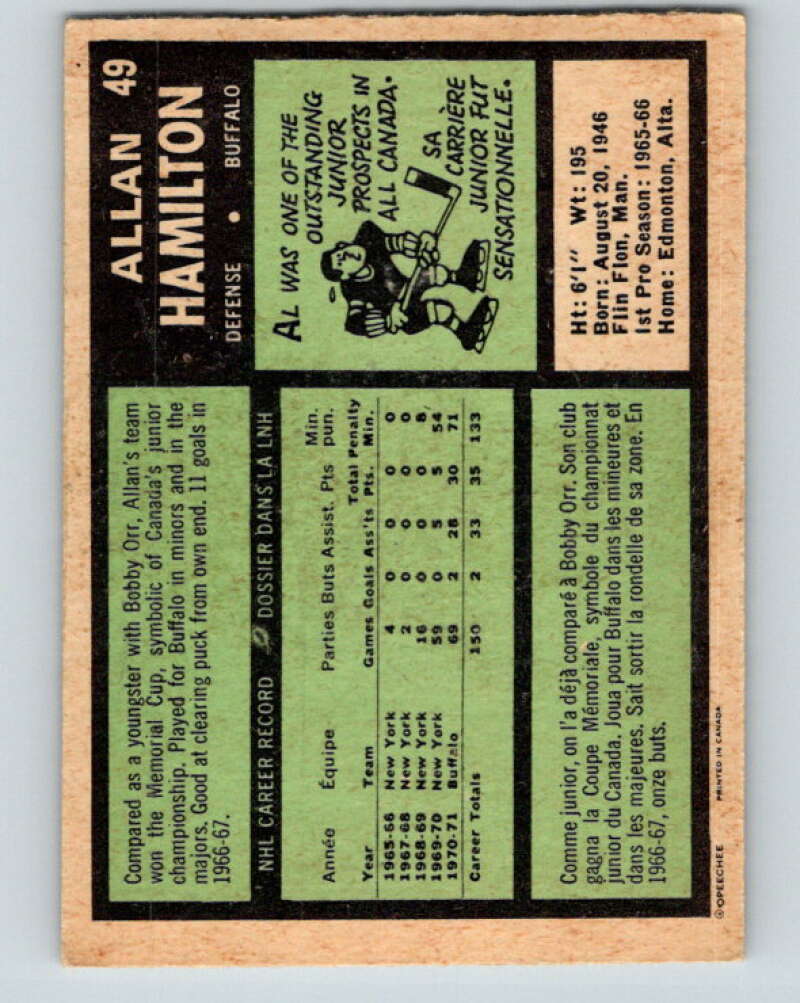 ALLAN 49
HAMILTON
DEFENSE • BUFFALO
Compared as a youngster with Bobby Orr, Allan's team
won the Memorial Cup, symbolic of Canada's junior
championship. Played for Buffalo in minors and in the
majors. Good at clearing puck from own end. 11 goals in
1966-67.
AL WAS ONE OF THE
OUTSTANDING
JUNIOR
PROSPECTS IN
ALL CANADA.
SA
CARRIÈRE
JUNIOR FUT
SENSATIONNELLE.
NHL CAREER RECORD DOSSIER DANS LA LNH
Année Équipe Parties Buts Assist. Pts Min. pun.
Year Team Games Goals Ass'ts Total Pts. Penalty Min.
1965-66 New York 4 0 0 0 0
1967-68 New York 2 0 0 0 0
1968-69 New York 16 0 0 0 8
1969-70 New York 59 0 5 5 54
1970-71 Buffalo 69 2 28 30 71
Career Totals 150 2 33 35 133
Ht: 6'1" Wt: 195
Born: August 20, 1946
Flin Flon, Man.
1st Pro Season: 1965-66
Home: Edmonton, Alta.
Comme junior, on l'a déjà comparé à Bobby Orr. Son club
gagna la Coupe Mémoriale, symbole du championnat
junior du Canada. Joua pour Buffalo dans les mineures et
dans les majeures. Sait sortir la rondelle de sa zone. En
1966-67, onze buts.
©OPEECHEE PRINTED IN CANADA